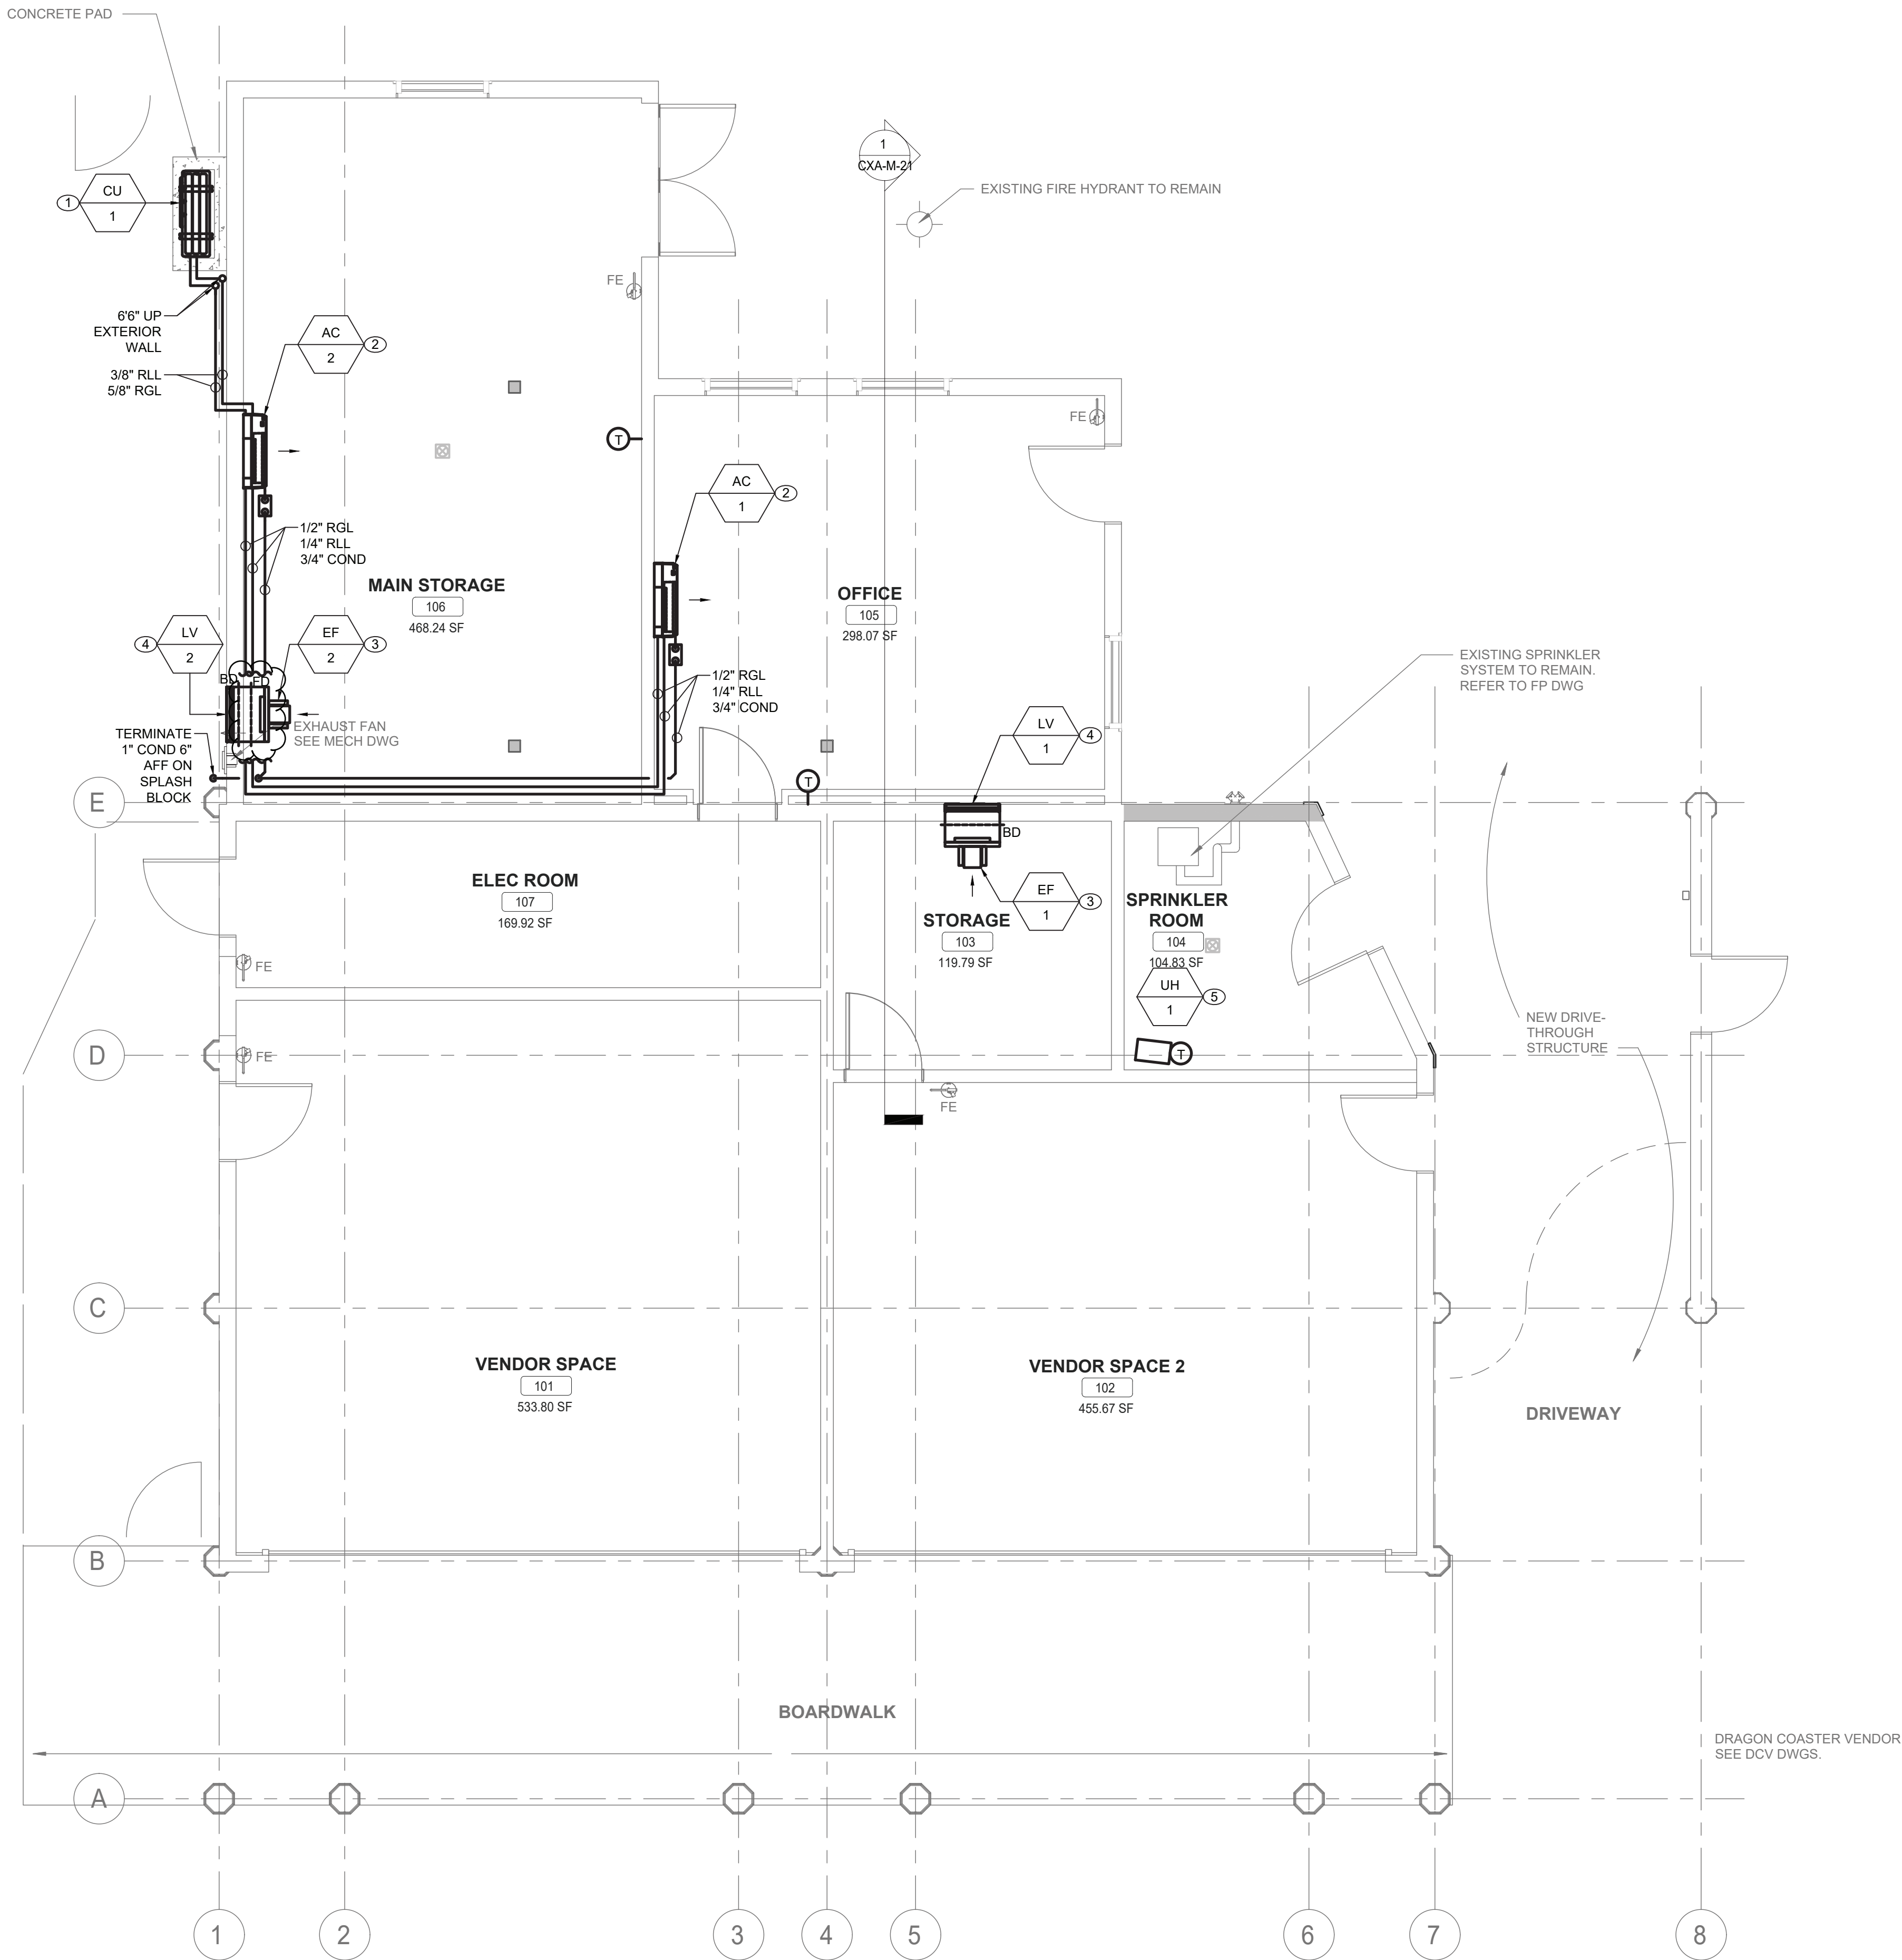 CONCRETE PAD
1
CXA-M-21
EXISTING FIRE HYDRANT TO REMAIN
1
CU
1
FE
6'6" UP
EXTERIOR
WALL
3/8" RLL
5/8" RGL
AC
2
2
T
FE
AC
1
2
1/2" RGL
1/4" RLL
3/4" COND
MAIN STORAGE
106
468.24 SF
OFFICE
105
298.07 SF
4
LV
2
EF
2
3
BD
FD
EXHAUST FAN
SEE MECH DWG
1/2" RGL
1/4" RLL
3/4" COND
EXISTING SPRINKLER
SYSTEM TO REMAIN.
REFER TO FP DWG
LV
1
4
TERMINATE
1" COND 6"
AFF ON
SPLASH
BLOCK
T
E
BD
ELEC ROOM
107
169.92 SF
EF
1
3
STORAGE
103
119.79 SF
SPRINKLER
ROOM
104
104.83 SF
FE
UH
1
5
NEW DRIVE-
THROUGH
STRUCTURE
D
FE
T
FE
C
VENDOR SPACE
101
533.80 SF
VENDOR SPACE 2
102
455.67 SF
DRIVEWAY
B
BOARDWALK
DRAGON COASTER VENDOR
SEE DCV DWGS.
A
1
2
3
4
5
6
7
8